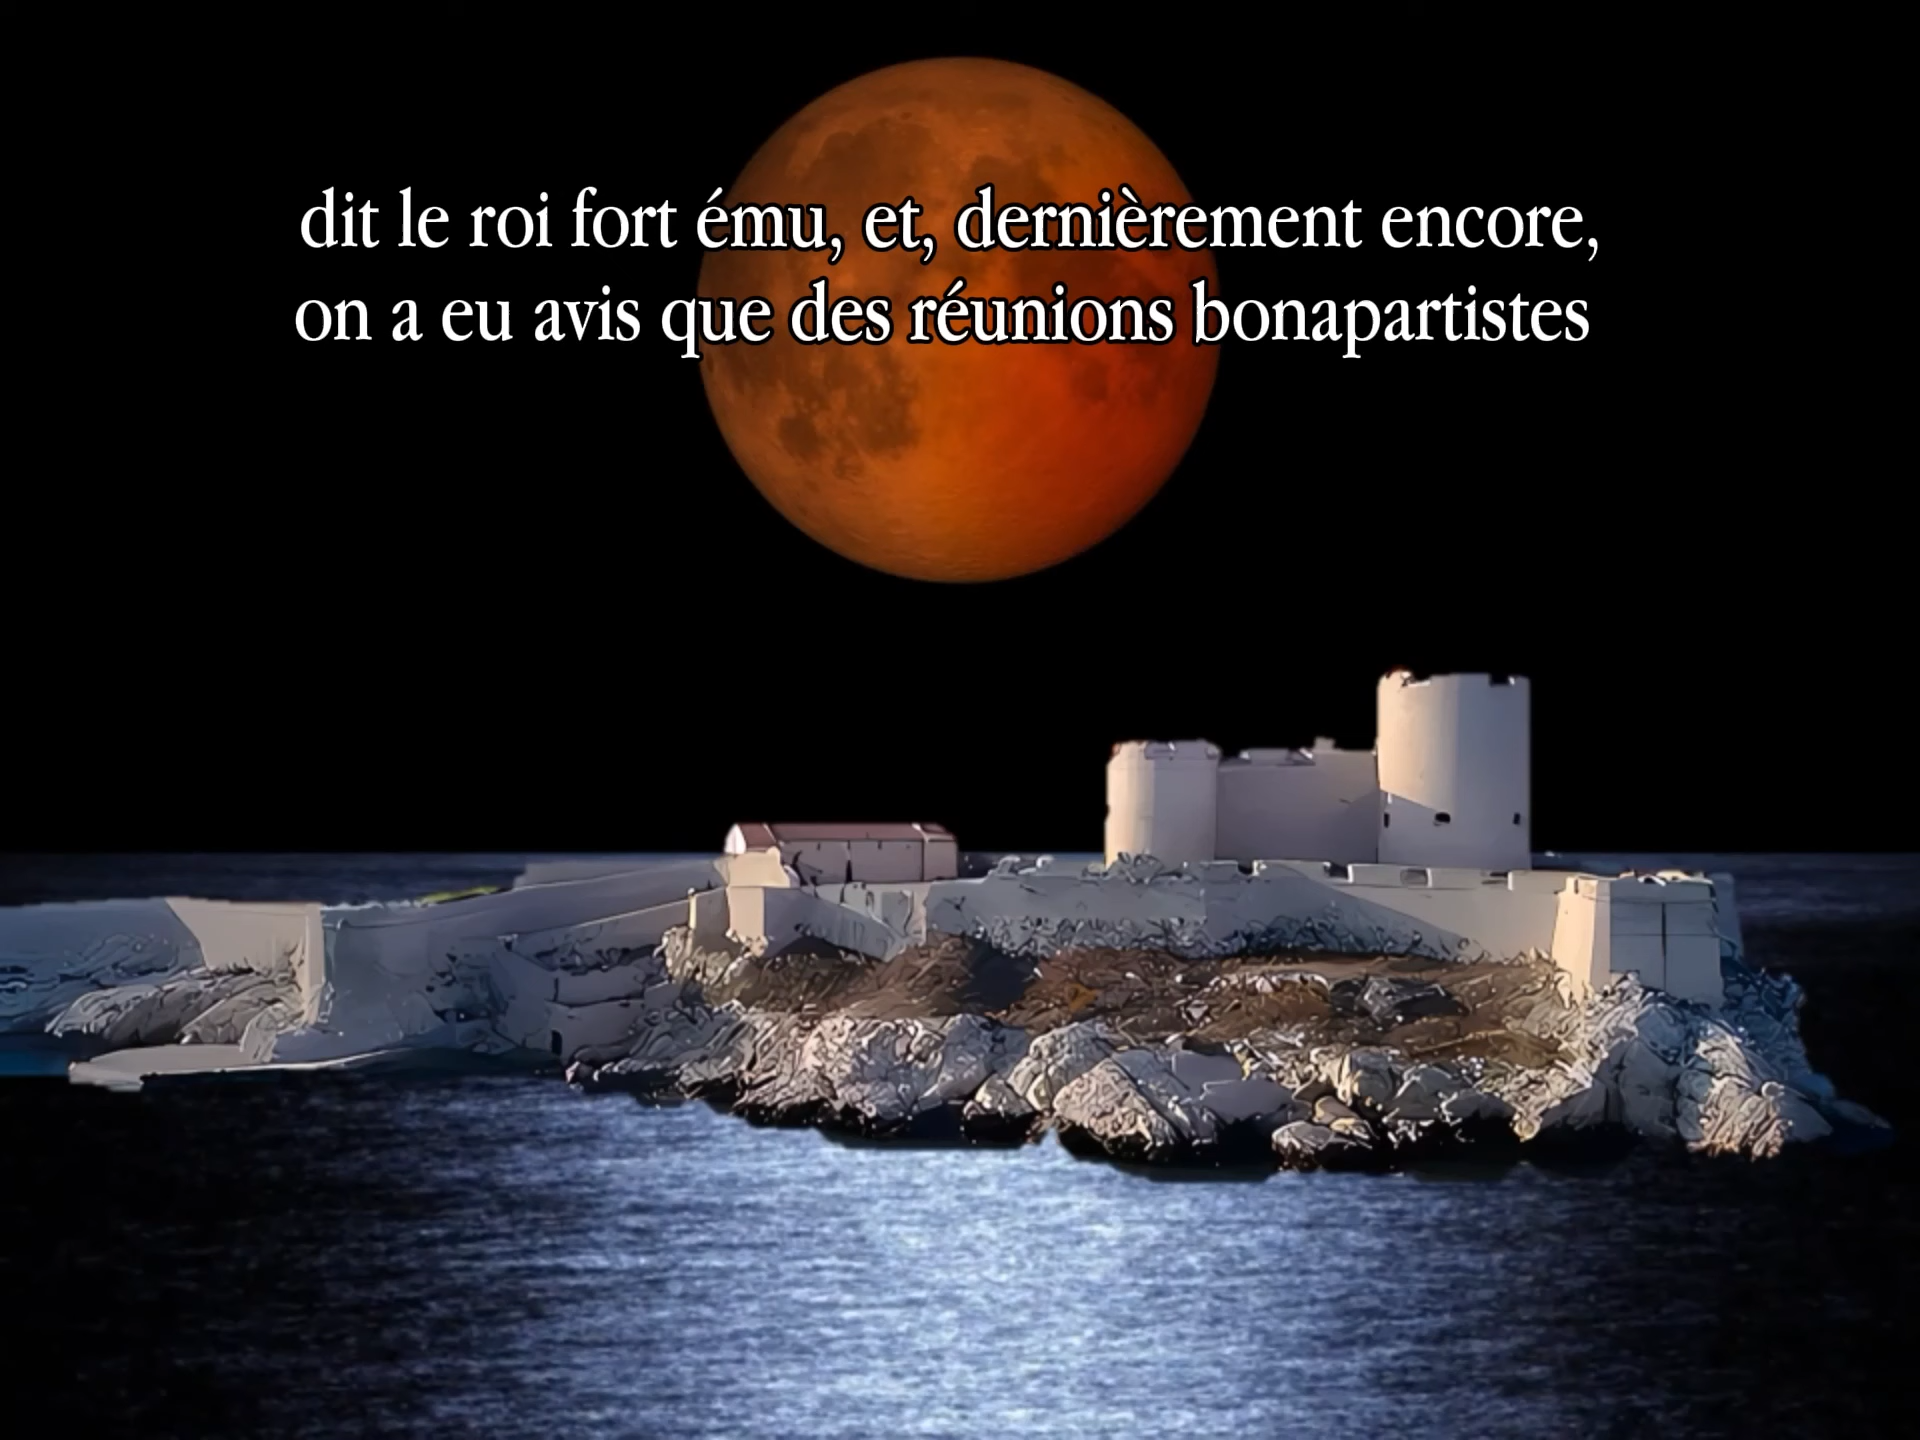 dit le roi fort ému, et, dernièrement encore,
on a eu avis que des réunions bonapartistes